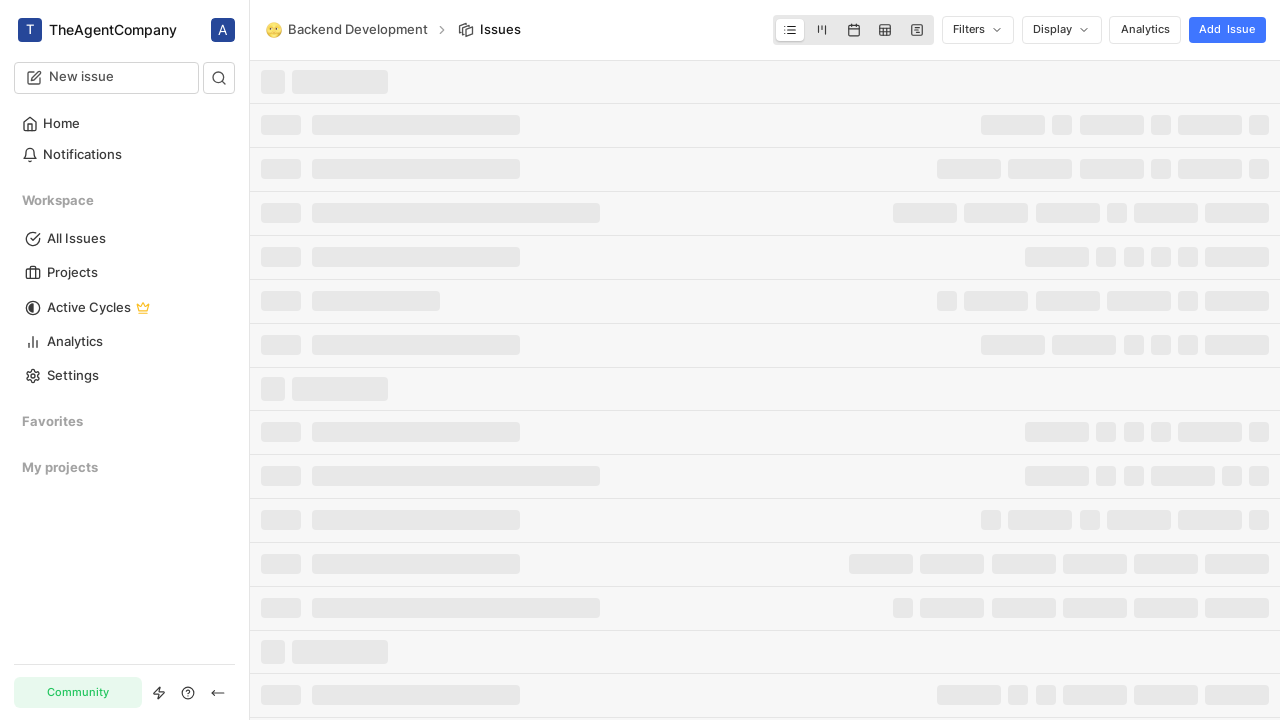 T TheAgentCompany A
New issue
Home
Notifications
Workspace
All Issues
Projects
Active Cycles
Analytics
Settings
Favorites
My projects
Community
Backend Development
Issues
Filters
Display
Analytics
Add Issue